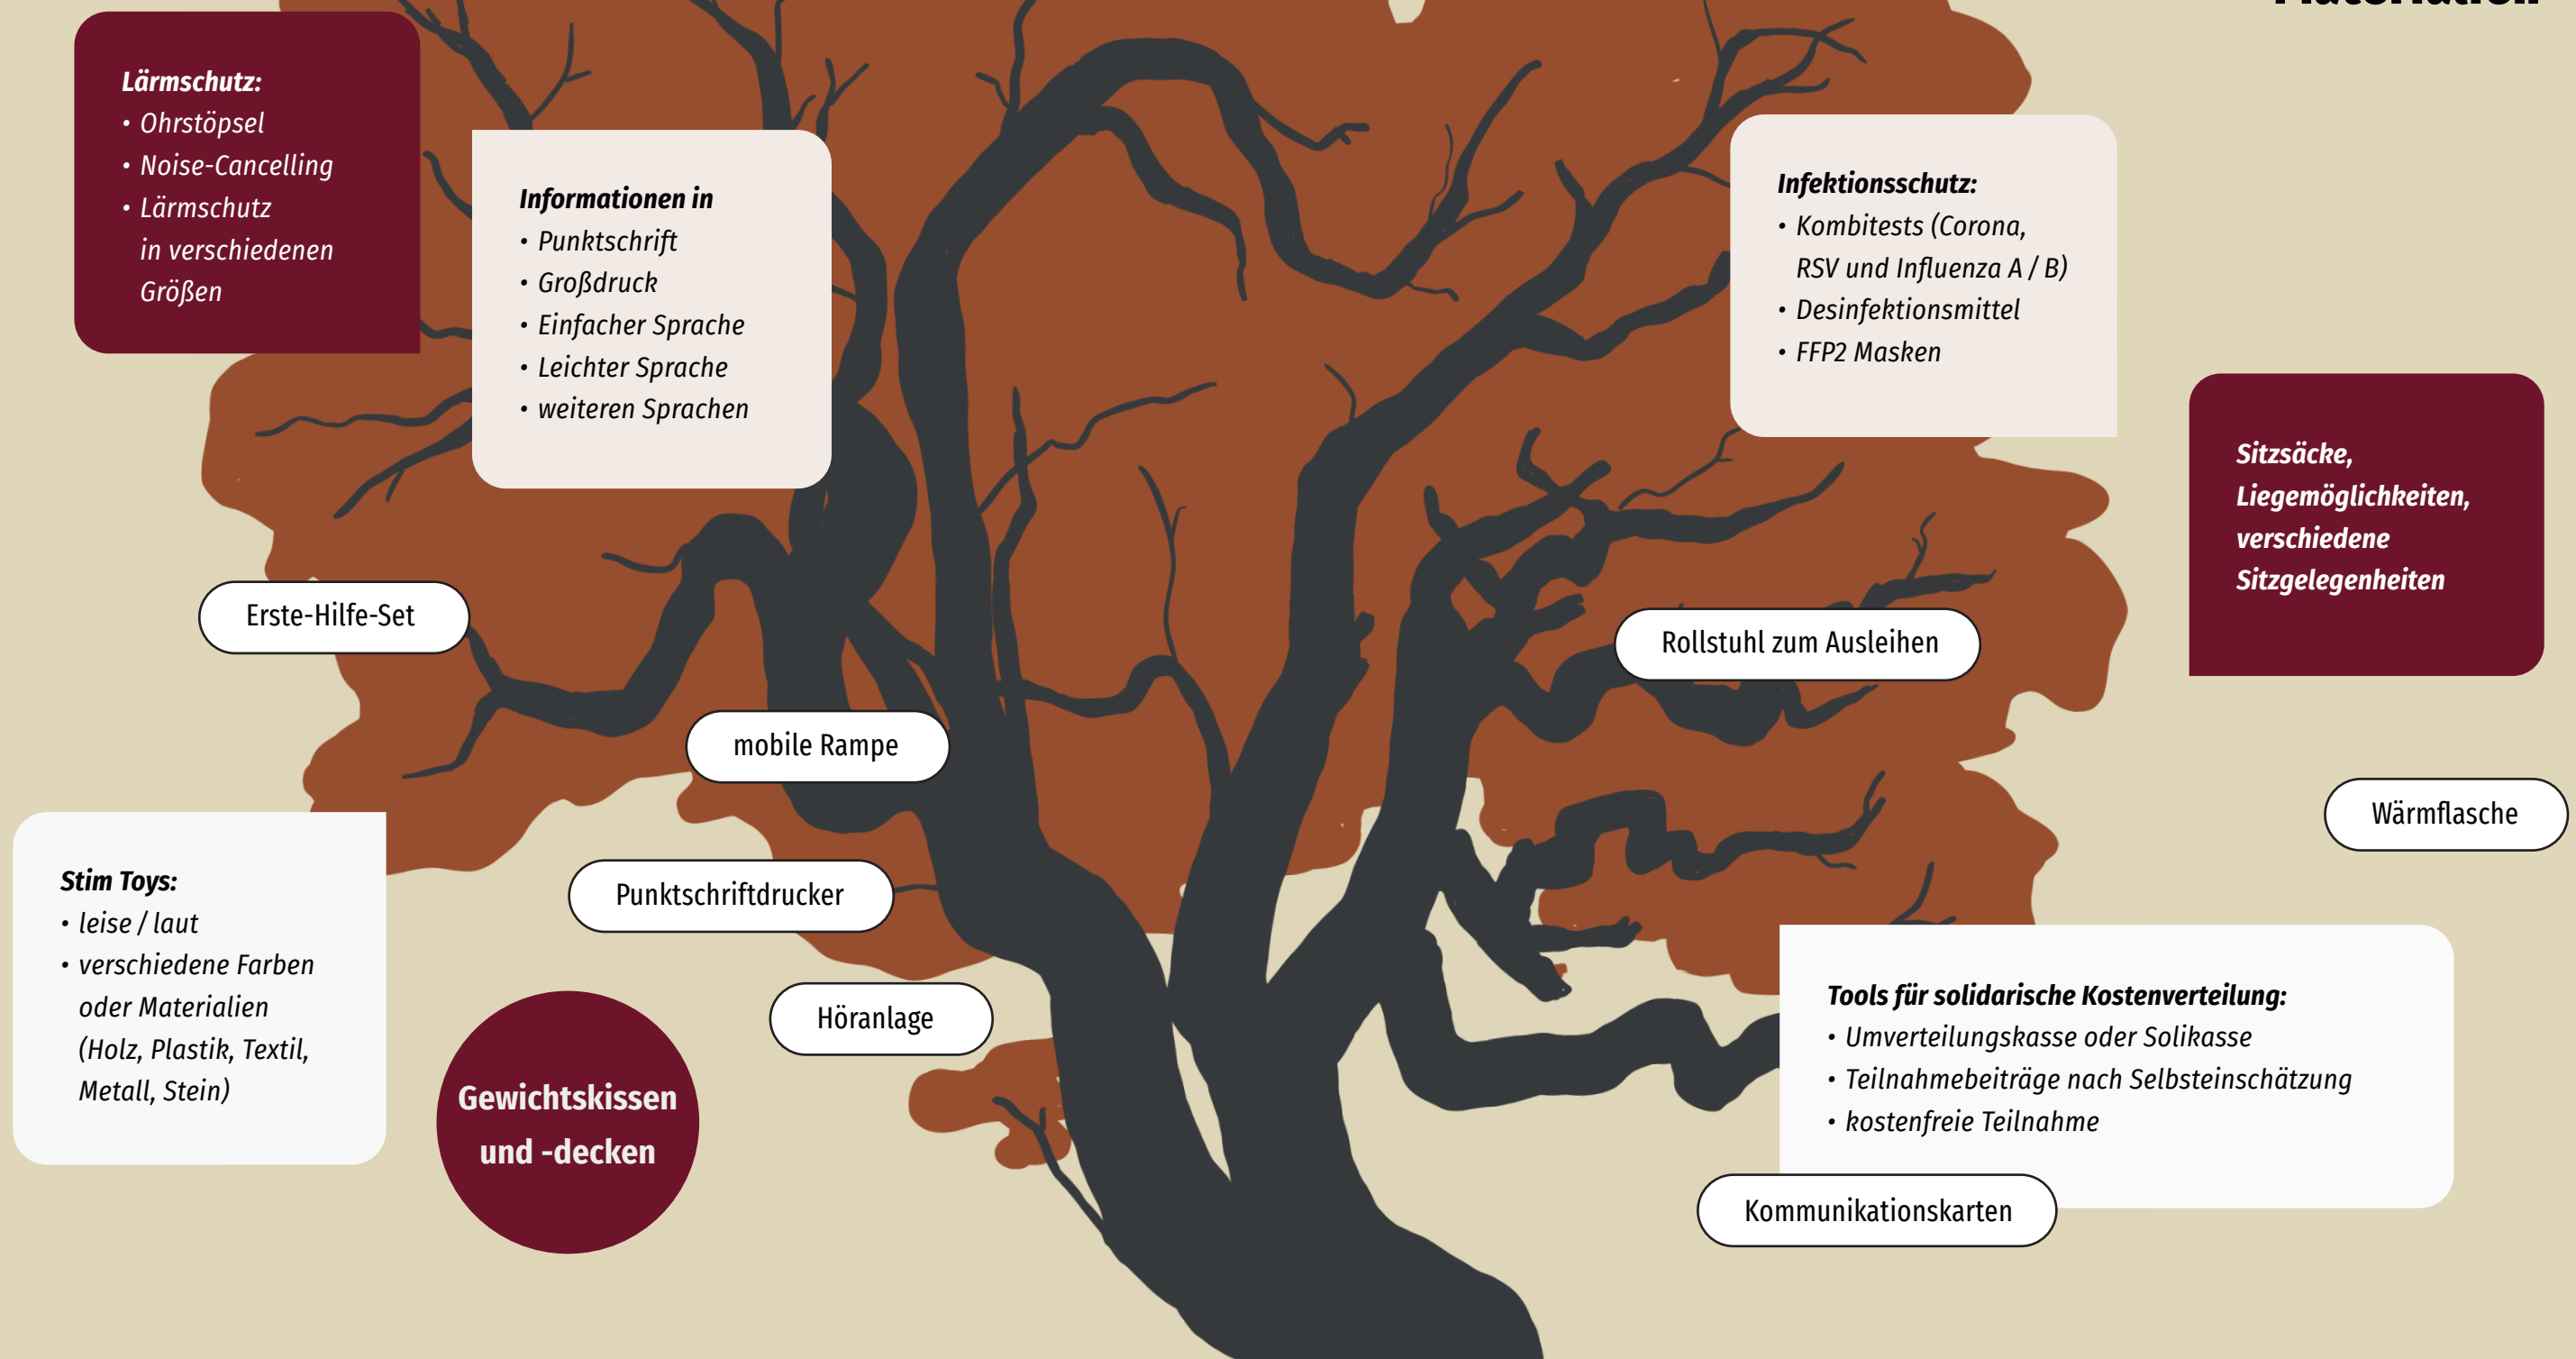 Materialien
Lärmschutz:
• Ohrstöpsel
• Noise-Cancelling
• Lärmschutz
in verschiedenen
Größen
Informationen in
• Punktschrift
• Großdruck
• Einfacher Sprache
• Leichter Sprache
• weiteren Sprachen
Infektionsschutz:
• Kombitests (Corona,
RSV und Influenza A / B)
• Desinfektionsmittel
• FFP2 Masken
Sitzsäcke,
Liegemöglichkeiten,
verschiedene
Sitzgelegenheiten
Erste-Hilfe-Set
Rollstuhl zum Ausleihen
mobile Rampe
Wärmflasche
Stim Toys:
• leise / laut
• verschiedene Farben
oder Materialien
(Holz, Plastik, Textil,
Metall, Stein)
Punktschriftdrucker
Höranlage
Gewichtskissen
und -decken
Tools für solidarische Kostenverteilung:
• Umverteilungskasse oder Solikasse
• Teilnahmebeiträge nach Selbsteinschätzung
• kostenfreie Teilnahme
Kommunikationskarten